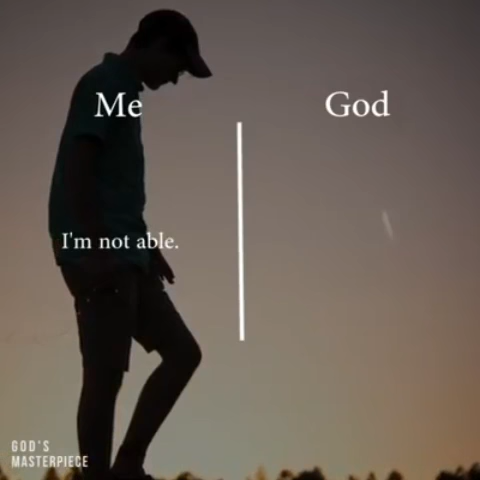 Me
God
I'm not able.
GOD'S
MASTERPIECE